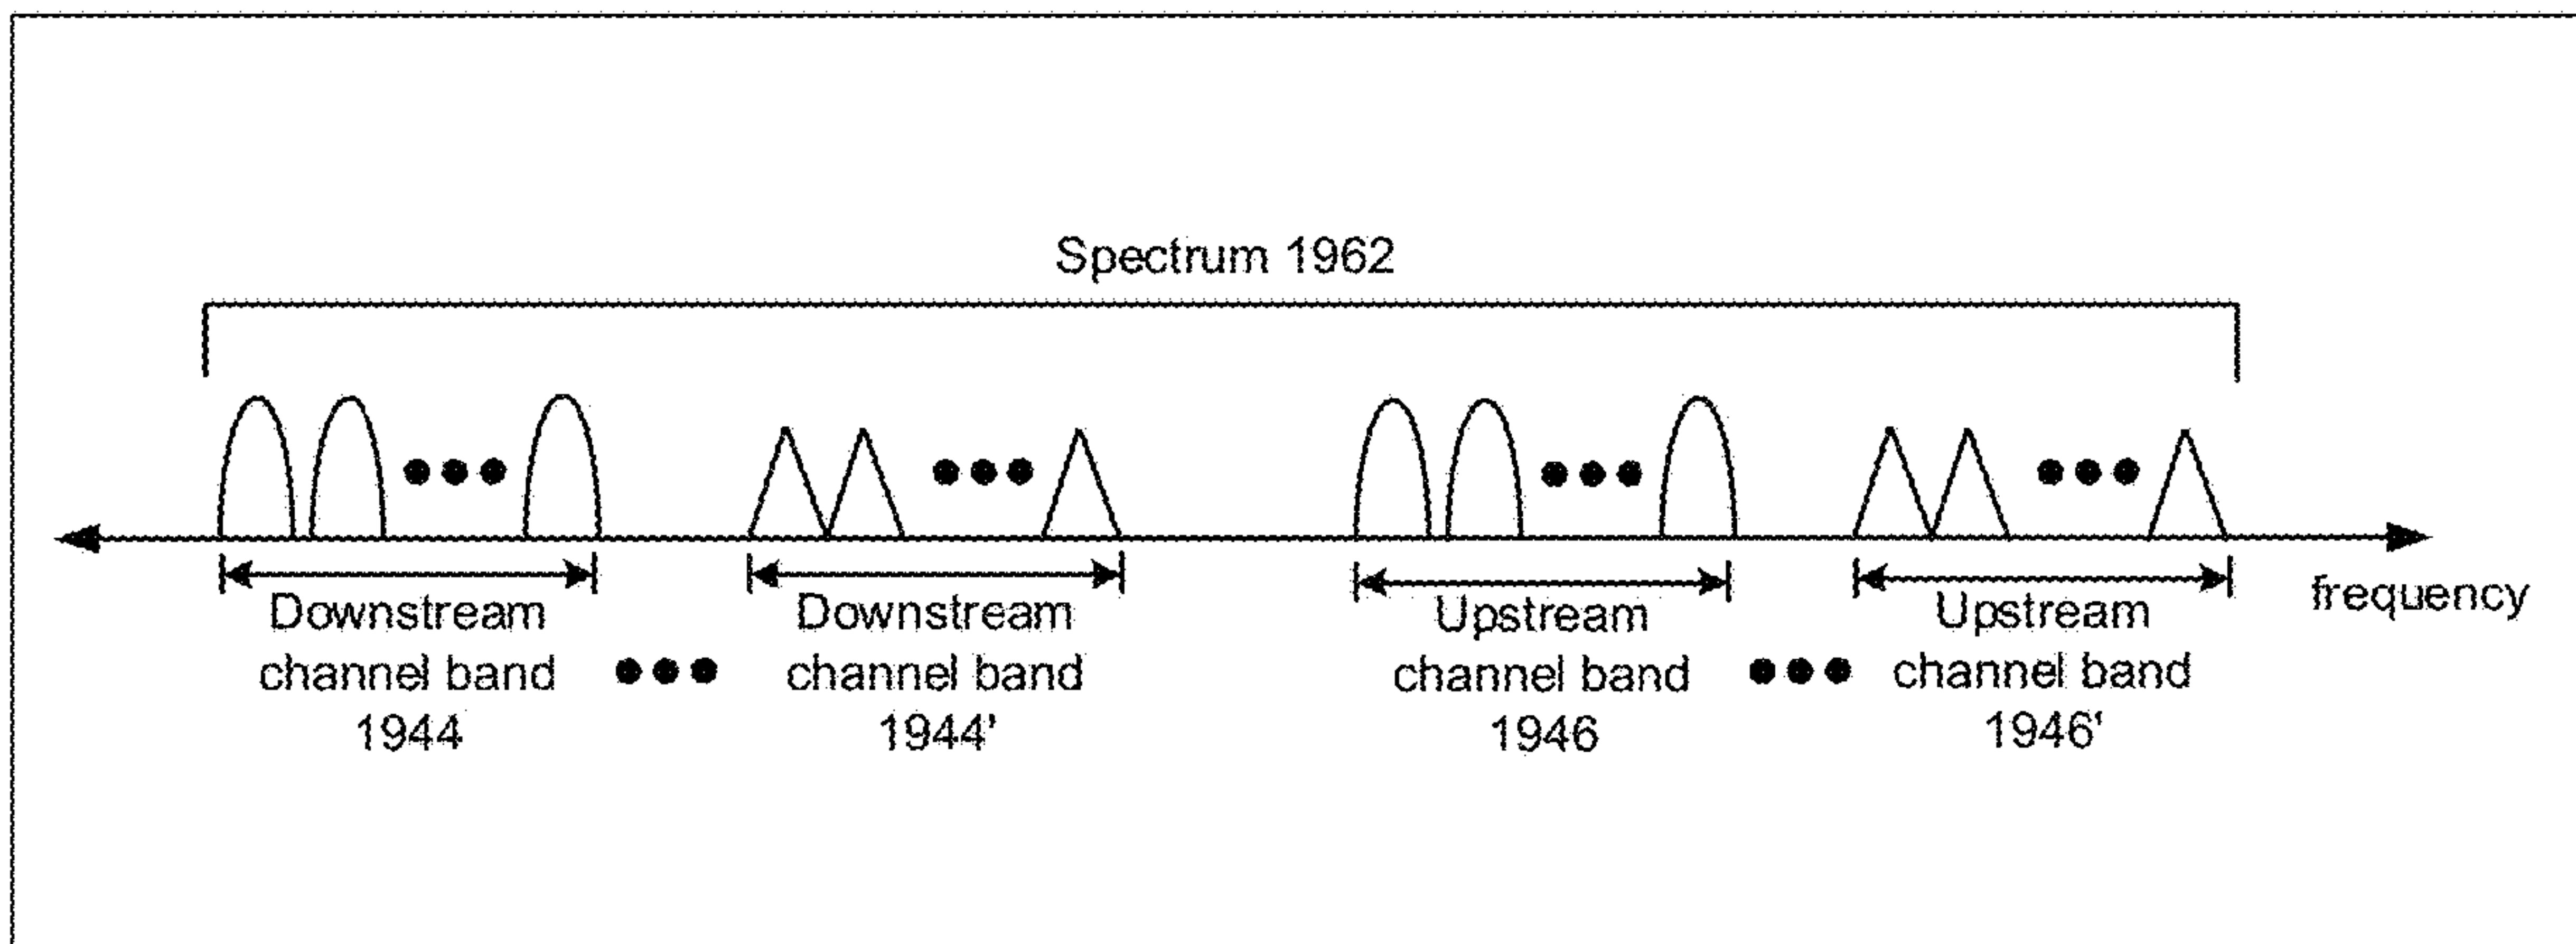 Spectrum 1962
Downstream
channel band
1944
Downstream
channel band
1944'
Upstream
channel band
1946
Upstream
channel band
1946'
frequency